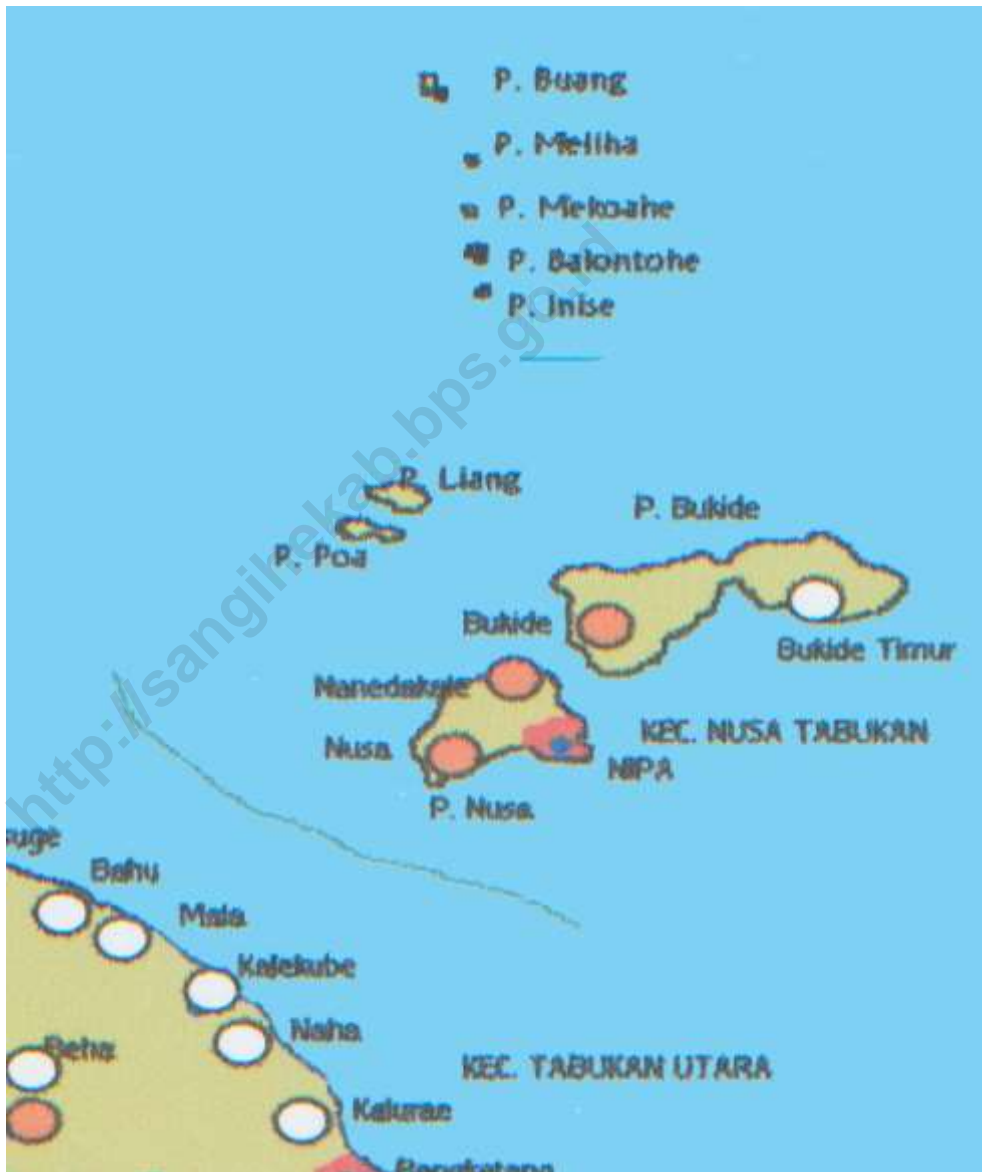 P. Buang
P. Meliha
P. Mekoahe
P. Balontohe
P. Inise
P. Liang
P. Bukide
P. Poa
Bukide
Bukide Timur
Nanedakele
KEC. NUSA TABUKAN
Nusa
NIPA
P. Nusa
http://sangihekab.bps.go.id
Bahu
Mala
Kalekube
Naha
Beha
KEC. TABUKAN UTARA
Kalurae